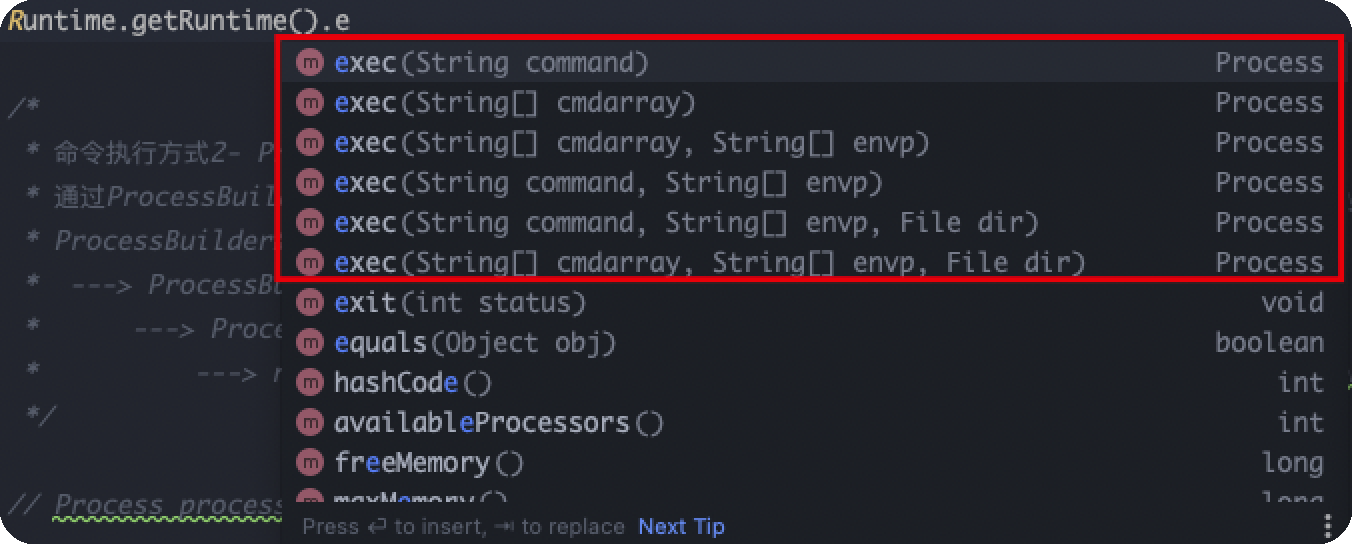 Runtime.getRuntime().e
exec(String command) Process
/*
exec(String[] cmdarray) Process
* 命令执行方式2- P
exec(String[] cmdarray, String[] envp) Process
* 通过ProcessBuil
exec(String command, String[] envp) Process
exec(String command, String[] envp, File dir) Process
* ProcessBuilder
exec(String[] cmdarray, String[] envp, File dir) Process
* ---> ProcessBu
exit(int status) void
* ---> Proce
equals(Object obj) boolean
* ---> r
hashCode() int
*/
availableProcessors() int
freeMemory() long
maxMemory() long
// Process process
Press ↩ to insert, ⇥ to replace Next Tip